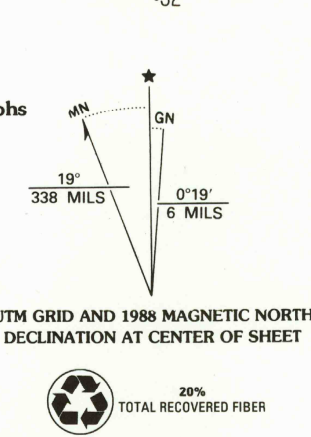 ohs
★
MN
GN
19°
338 MILS
0°19′
6 MILS
UTM GRID AND 1988 MAGNETIC NORTH
DECLINATION AT CENTER OF SHEET
20%
TOTAL RECOVERED FIBER